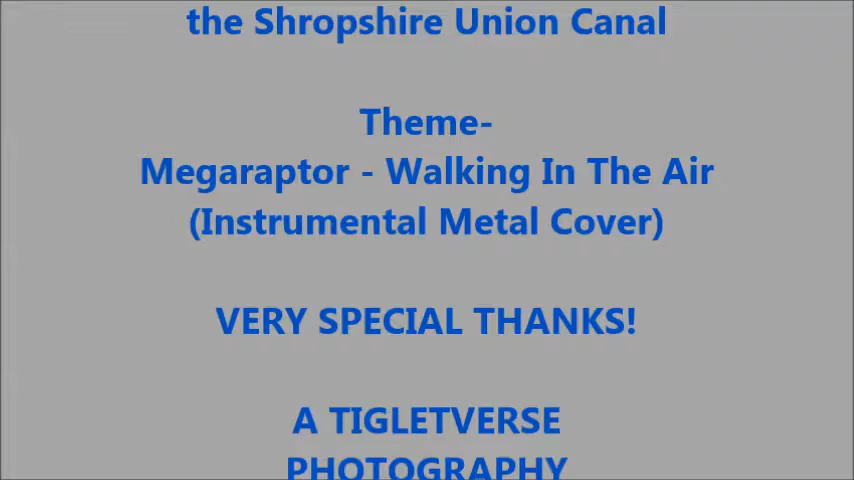 the Shropshire Union Canal
Theme-
Megaraptor - Walking In The Air
(Instrumental Metal Cover)
VERY SPECIAL THANKS!
A TIGLETVERSE
PHOTOGRAPHY